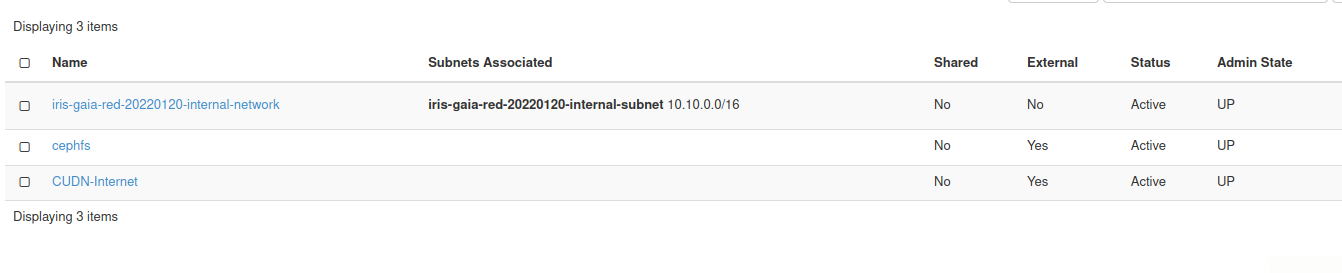 Displaying 3 items
Name Subnets Associated Shared External Status Admin State
iris-gaia-red-20220120-internal-network iris-gaia-red-20220120-internal-subnet 10.10.0.0/16 No No Active UP
cephfs No Yes Active UP
CUDN-Internet No Yes Active UP
Displaying 3 items